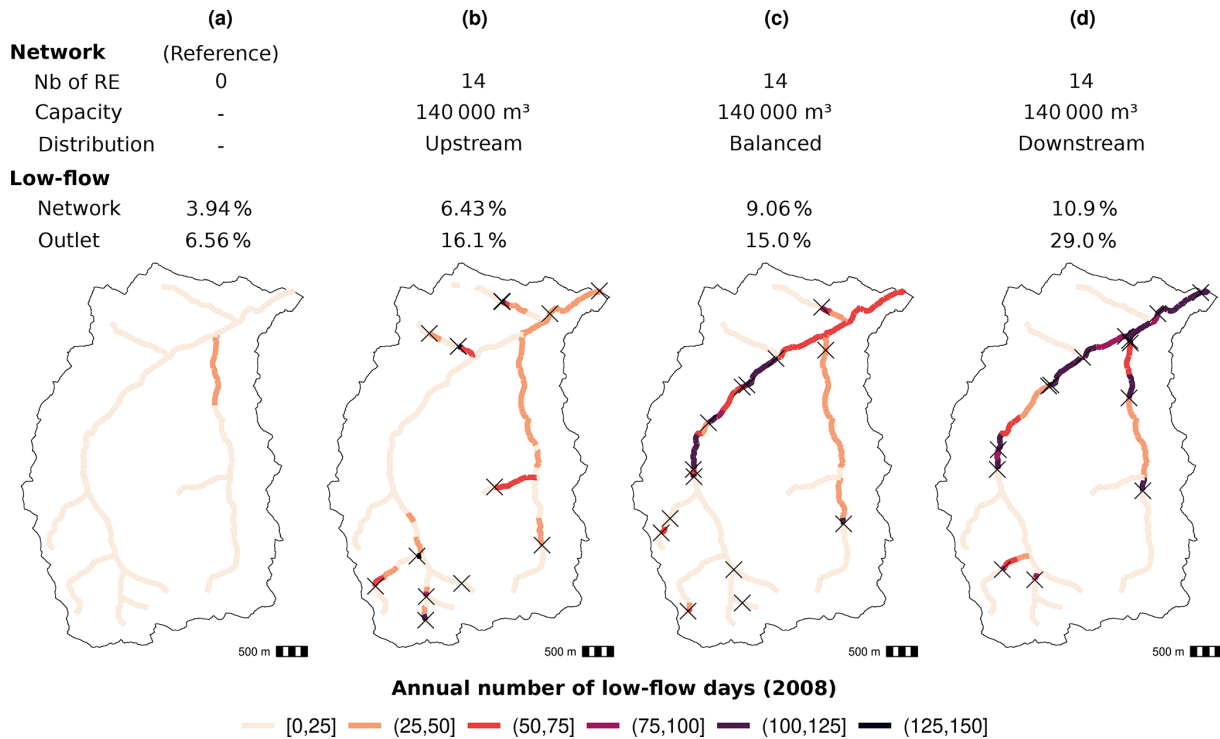 (a) (b) (c) (d)
Network (Reference)
Nb of RE 0 14 14 14
Capacity - 140 000 m³ 140 000 m³ 140 000 m³
Distribution - Upstream Balanced Downstream
Low-flow
Network 3.94 % 6.43 % 9.06 % 10.9 %
Outlet 6.56 % 16.1 % 15.0 % 29.0 %
500 m 500 m 500 m 500 m
Annual number of low-flow days (2008)
[0,25] (25,50] (50,75] (75,100] (100,125] (125,150]